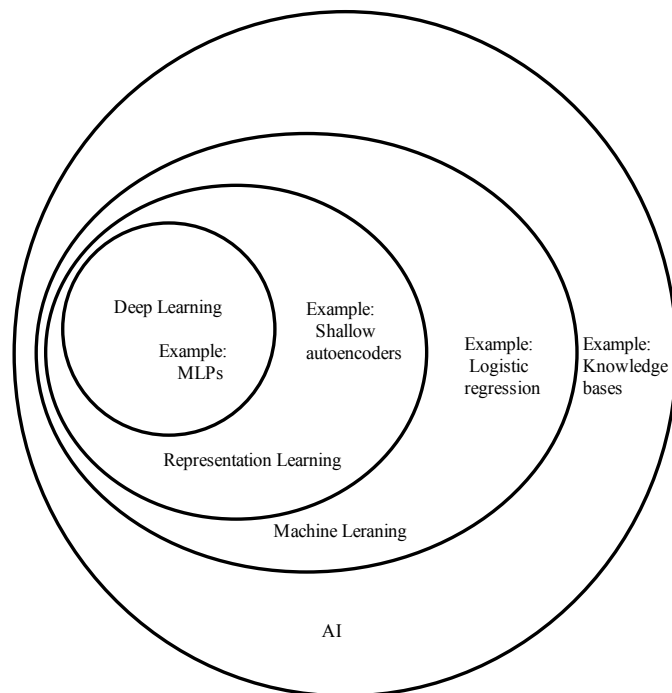 Deep Learning
Example:
MLPs
Example:
Shallow
autoencoders
Example:
Logistic
regression
Example:
Knowledge
bases
Representation Learning
Machine Leraning
AI